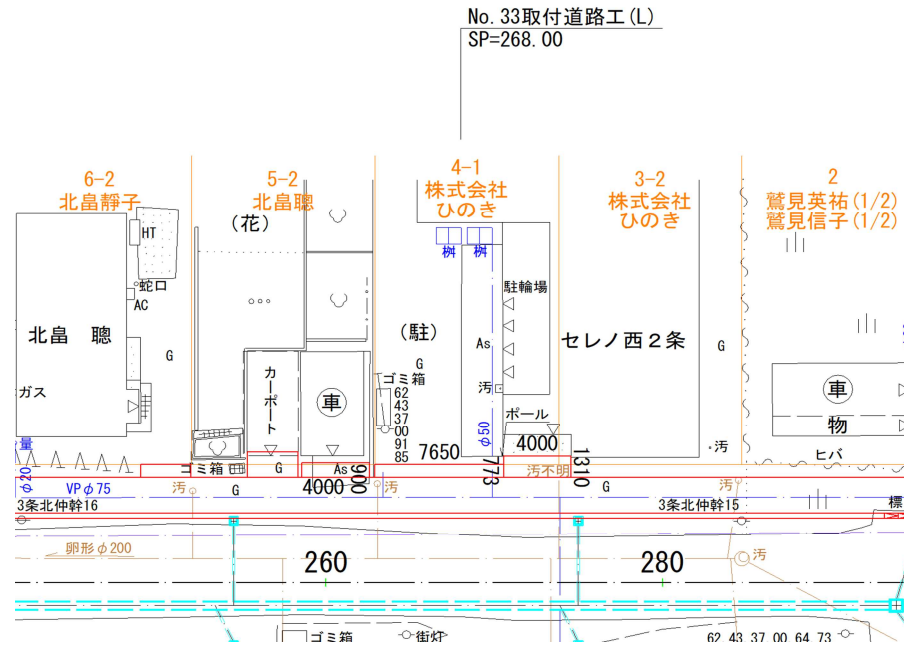 No.33取付道路工(L)
SP=268.00
6-2
北畠靜子
5-2
北畠聰
4-1
株式会社
ひのき
3-2
株式会社
ひのき
2
鷲見英祐(1/2)
鷲見信子(1/2)
(花)
HT
蛇口
AC
桝
桝
駐輪場
北畠 聰
G
(駐)
As
セレノ西2条
G
G
ガス
カーポート
車
ゴミ箱
62
43
37
00
91
85
汚
車
物
量
ポール
φ50
7650
4000
汚
ヒバ
ゴミ箱
G
As
900
773
汚不明
1310
φ20
VPφ75
汚
G
4000
汚
G
汚
3条北仲幹16
3条北仲幹15
標
卵形φ200
260
280
汚
ゴミ箱
街灯
62 43 37 00 64 73